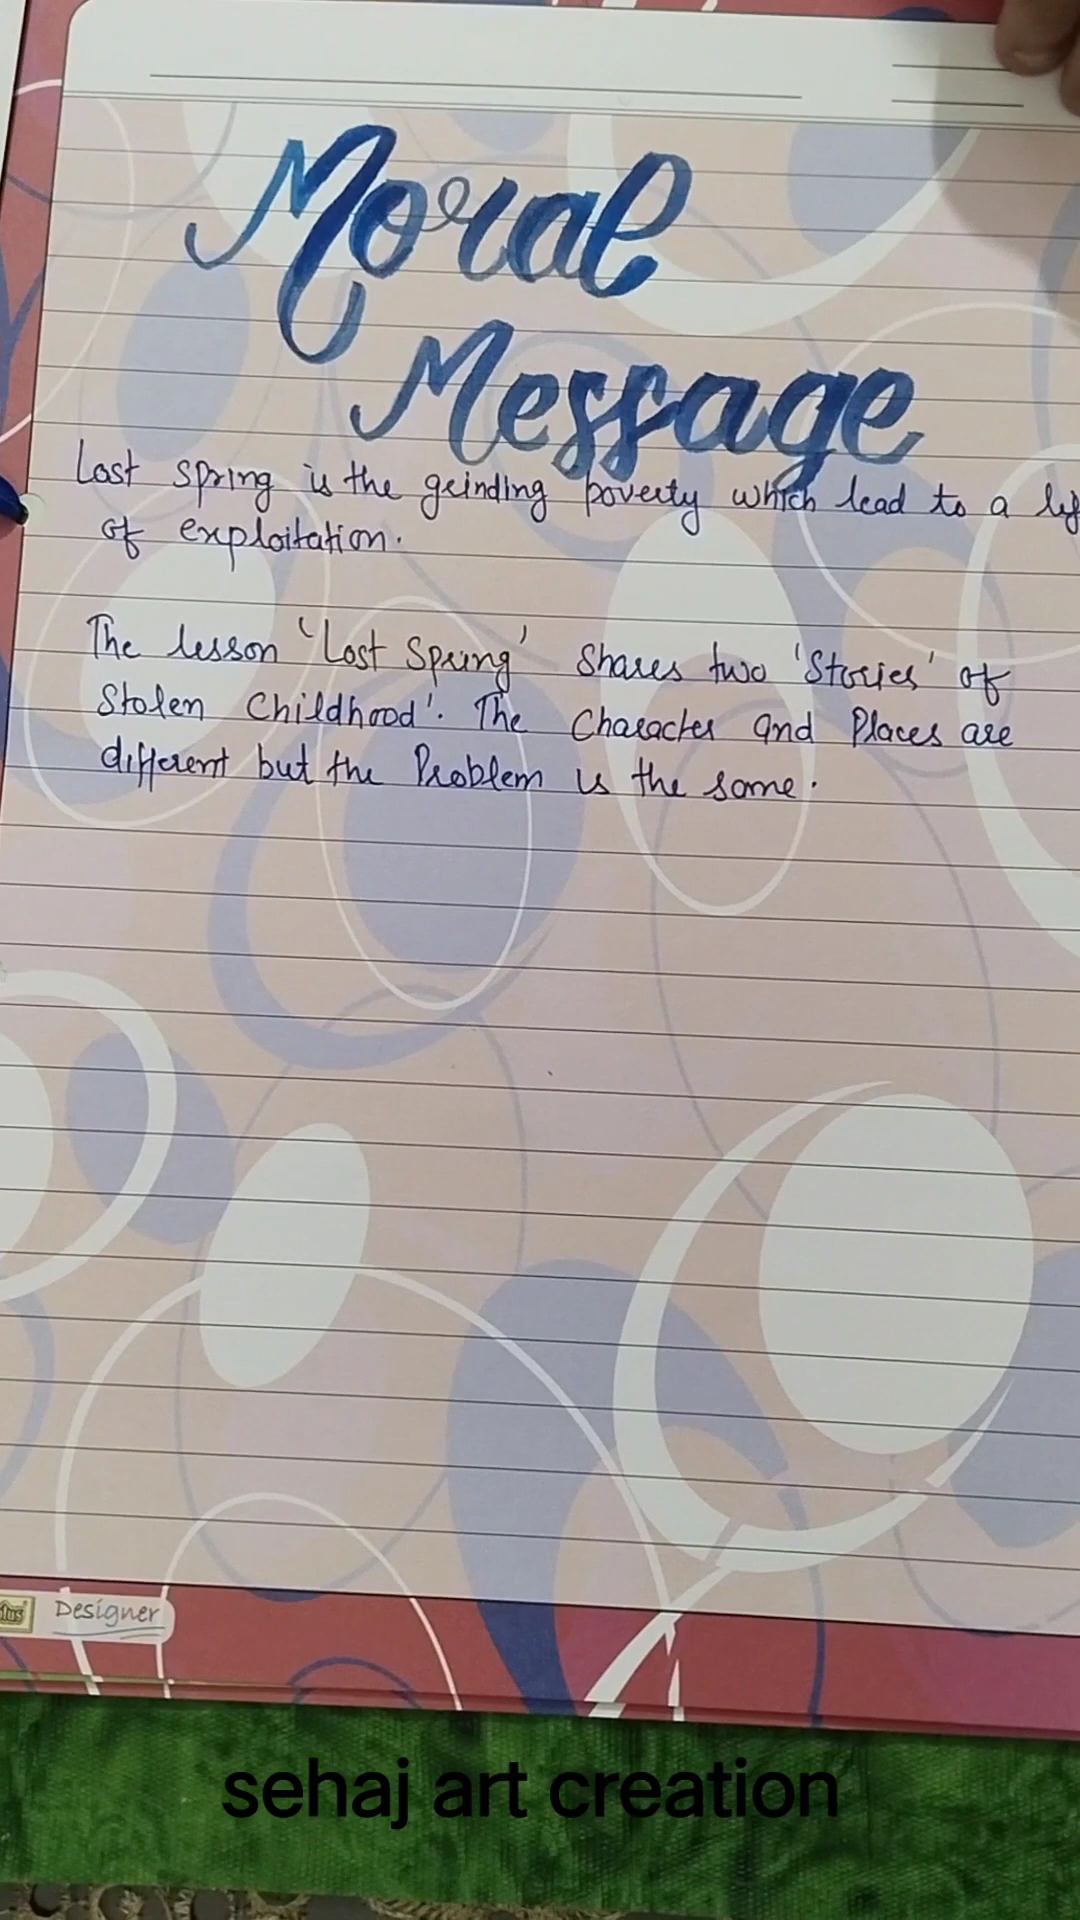 Moral
Message
Lost Spring is the grinding poverty which lead to a
of exploitation.
The lesson 'Lost Spring' Shares two 'Stories' of
Stolen Childhood'. The Character and Places are
different but the Problem is the same.
Designer
sehaj art creation